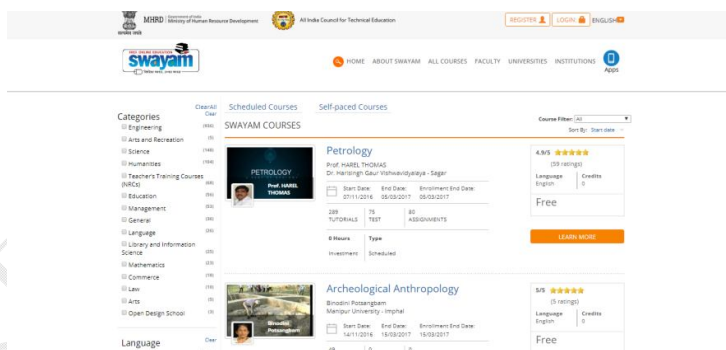 MHRD Department of India
Ministry of Human Resource Development
All India Council for Technical Education
REGISTER LOGIN ENGLISH
FREE ONLINE EDUCATION
swayam
HOME ABOUT SWAYAM ALL COURSES FACULTY UNIVERSITIES INSTITUTIONS
Apps
ClearAll
Categories Clear
Engineering
Arts and Recreation
Science
Humanities
Teacher's Training Courses
(NRCs)
Education
Management
General
Language
Library and Information
Science
Mathematics
Commerce
Law
Arts
Open Design School
Language Clear
Scheduled Courses Self-paced Courses
SWAYAM COURSES
Course Filter: All
Sort By: Start date
PETROLOGY
Prof. HAREL
THOMAS
Petrology
Prof. HAREL THOMAS
Dr. Harisingh Gaur Vishwavidyalaya - Sagar
Start Date: End Date: Enrollment End Date:
07/11/2016 05/03/2017 05/03/2017
289 75 80
TUTORIALS TEST ASSIGNMENTS
0 Hours Type
Investment Scheduled
4.9/5
(59 ratings)
Language Credits
English 0
Free
LEARN MORE
Binodini
Potsangbam
Archeological Anthropology
Binodini Potsangbam
Manipur University - Imphal
Start Date: End Date: Enrollment End Date:
14/11/2016 15/03/2017 15/03/2017
5/5
(5 ratings)
Language Credits
English 0
Free